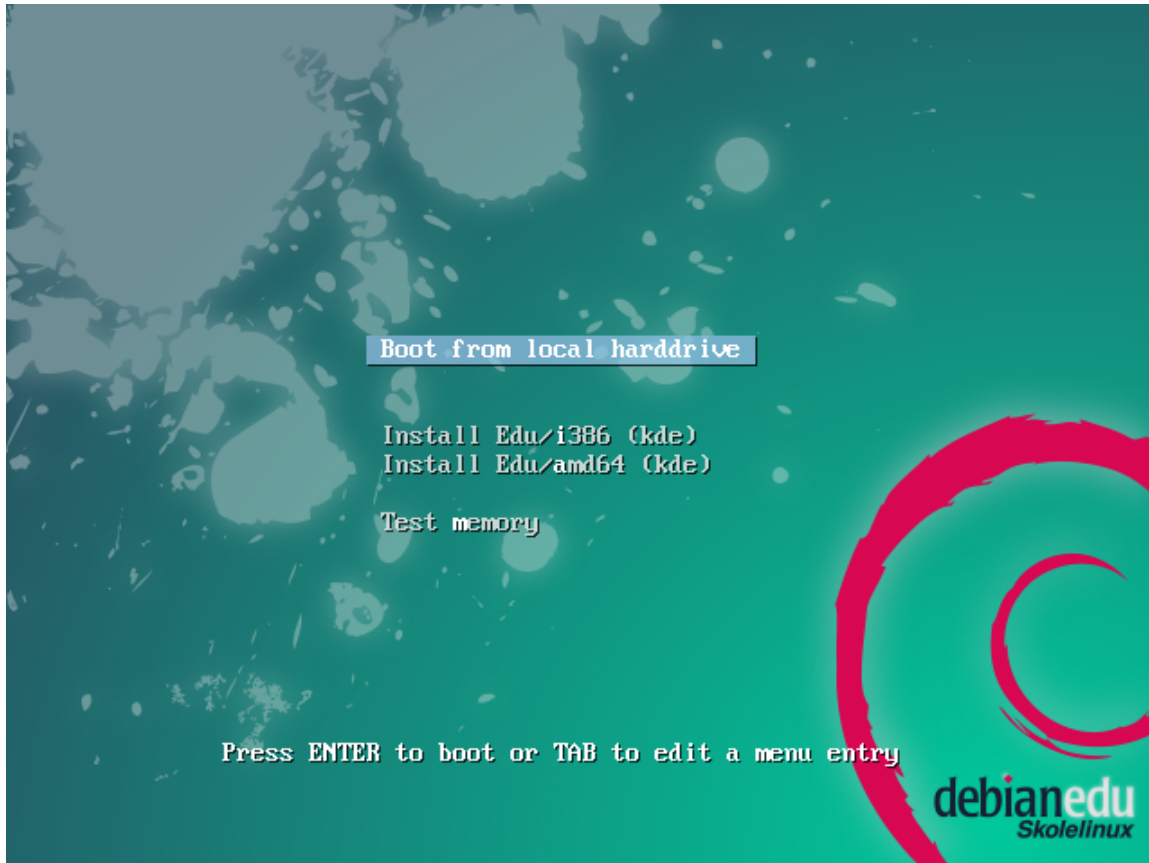 Boot from local harddrive
Install Edu/i386 (kde)
Install Edu/amd64 (kde)
Test memory
Press ENTER to boot or TAB to edit a menu entry
debianedu
Skolelinux